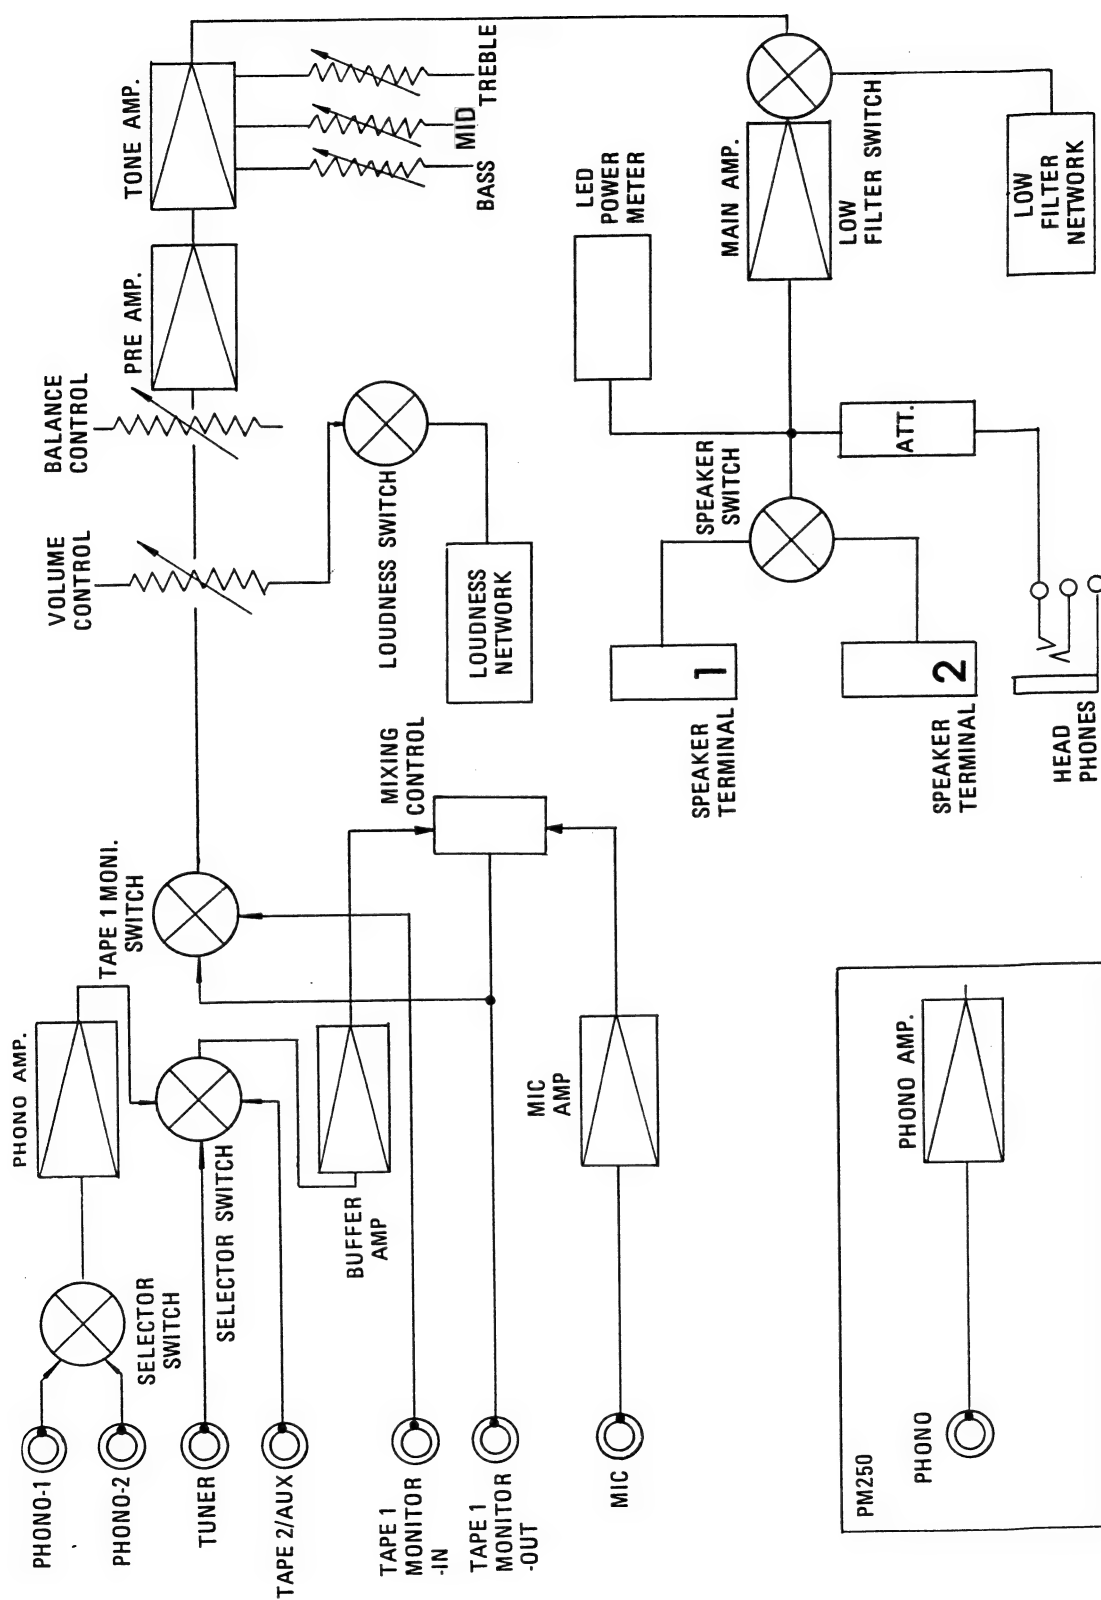 PHONO-1
PHONO-2
TUNER
TAPE 2/AUX
TAPE 1
MONITOR
-IN
TAPE 1
MONITOR
-OUT
MIC
SELECTOR
SWITCH
PHONO AMP.
SELECTOR SWITCH
BUFFER
AMP
MIC
AMP
TAPE 1 MONI.
SWITCH
MIXING
CONTROL
VOLUME
CONTROL
BALANCE
CONTROL
LOUDNESS SWITCH
LOUDNESS
NETWORK
PRE AMP.
TONE AMP.
BASS
MID
TREBLE
LED
POWER
METER
MAIN AMP.
LOW
FILTER SWITCH
LOW
FILTER
NETWORK
SPEAKER
SWITCH
ATT.
1
SPEAKER
TERMINAL
2
SPEAKER
TERMINAL
HEAD
PHONES
PM250
PHONO
PHONO AMP.